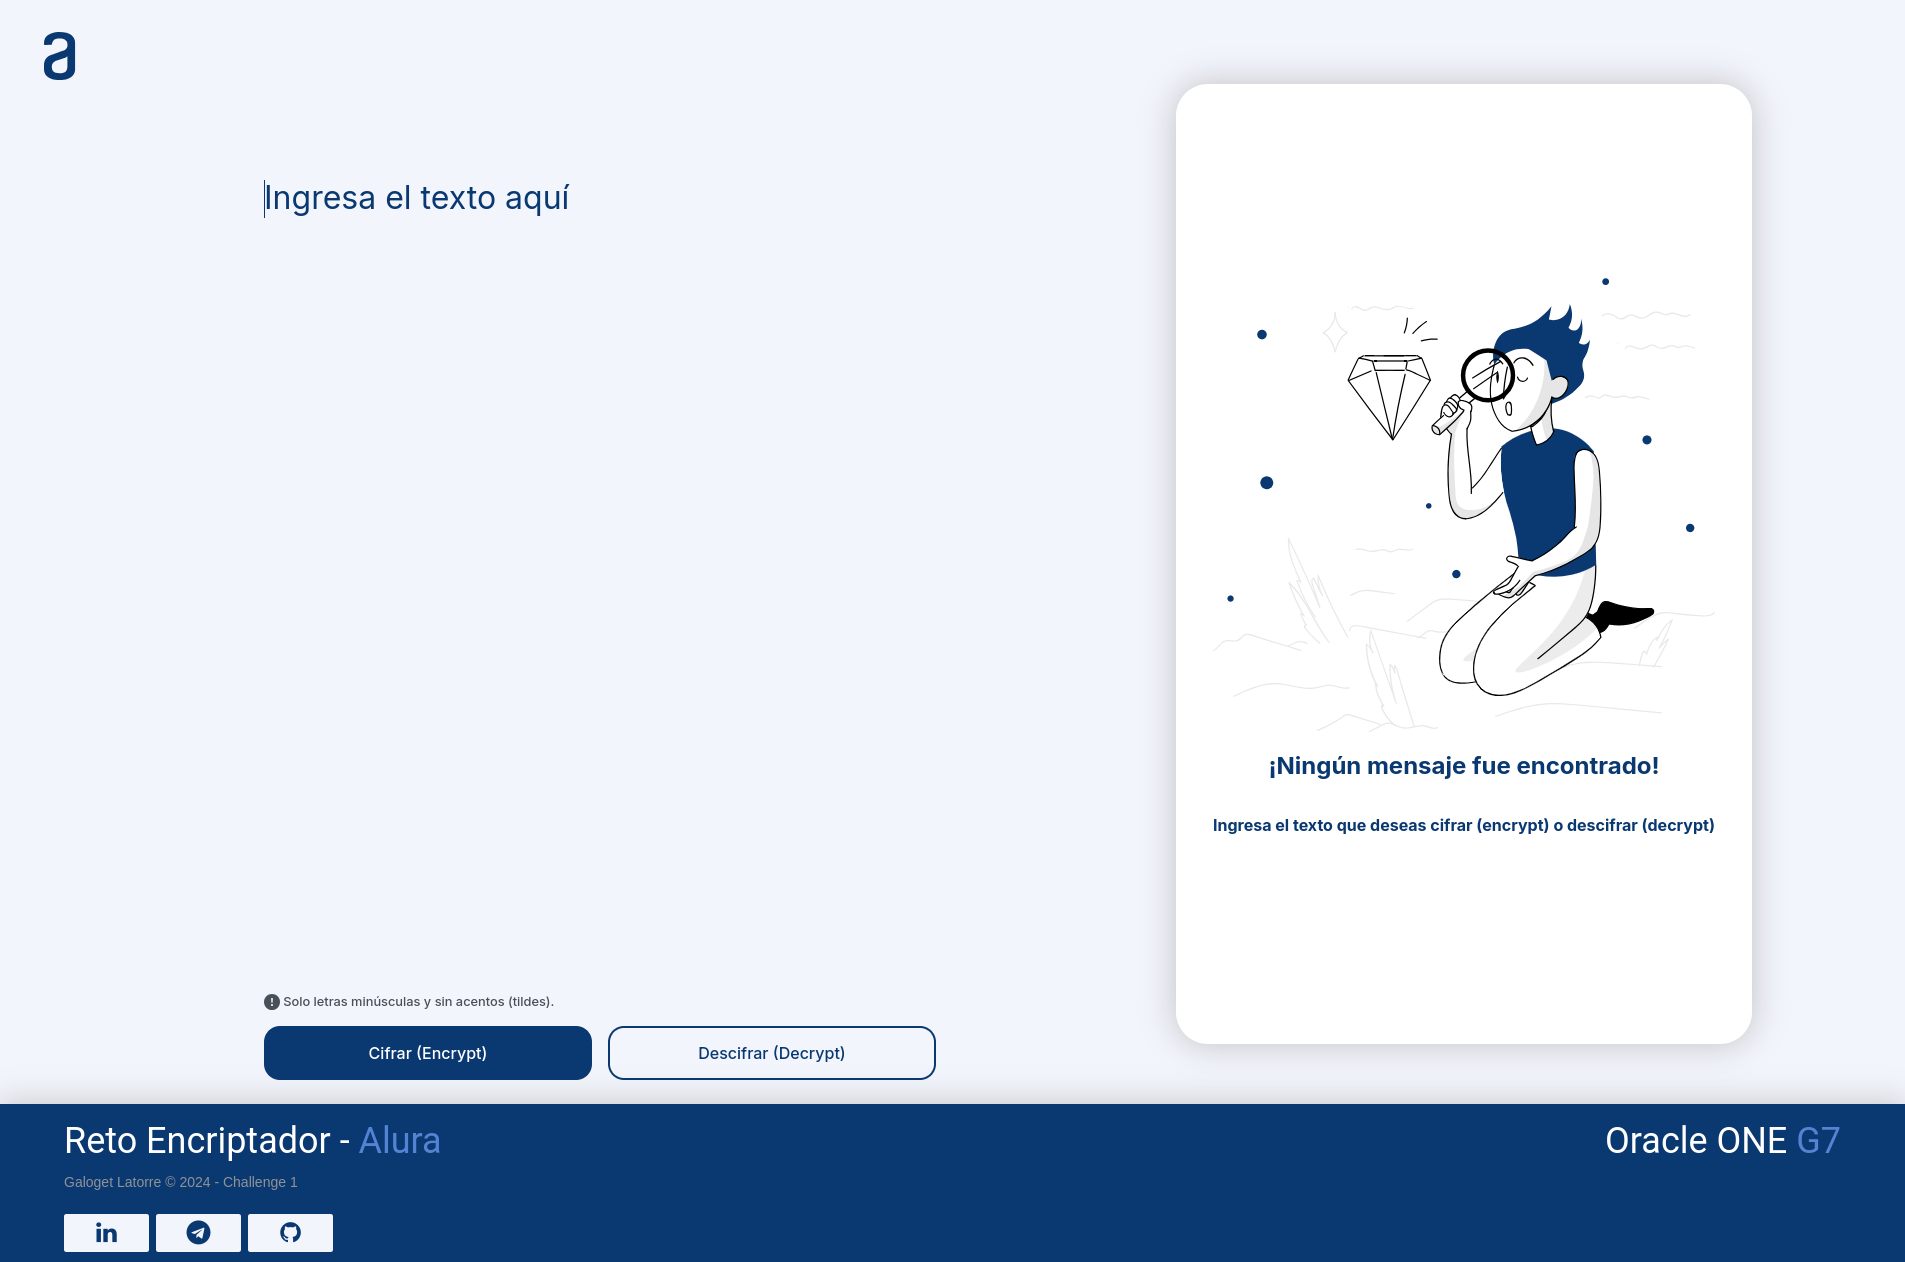 a
Ingresa el texto aquí
¡Ningún mensaje fue encontrado!
Ingresa el texto que deseas cifrar (encrypt) o descifrar (decrypt)
! Solo letras minúsculas y sin acentos (tildes).
Cifrar (Encrypt)
Descifrar (Decrypt)
Reto Encriptador - Alura
Oracle ONE G7
Galoget Latorre © 2024 - Challenge 1
in